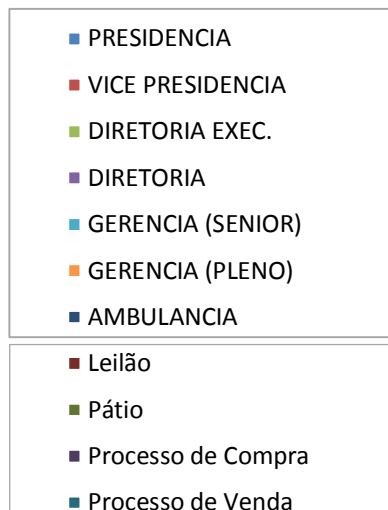 PRESIDENCIA
VICE PRESIDENCIA
DIRETORIA EXEC.
DIRETORIA
GERENCIA (SENIOR)
GERENCIA (PLENO)
AMBULANCIA
Leilão
Pátio
Processo de Compra
Processo de Venda